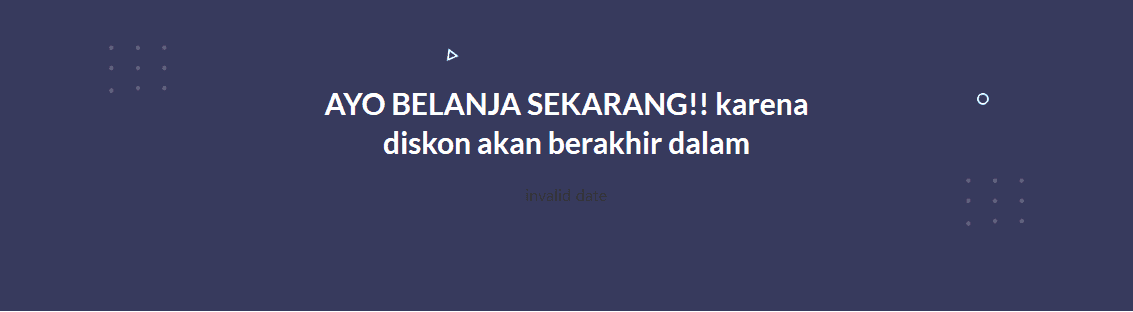 AYO BELANJA SEKARANG!! karena
diskon akan berakhir dalam
Invalid date